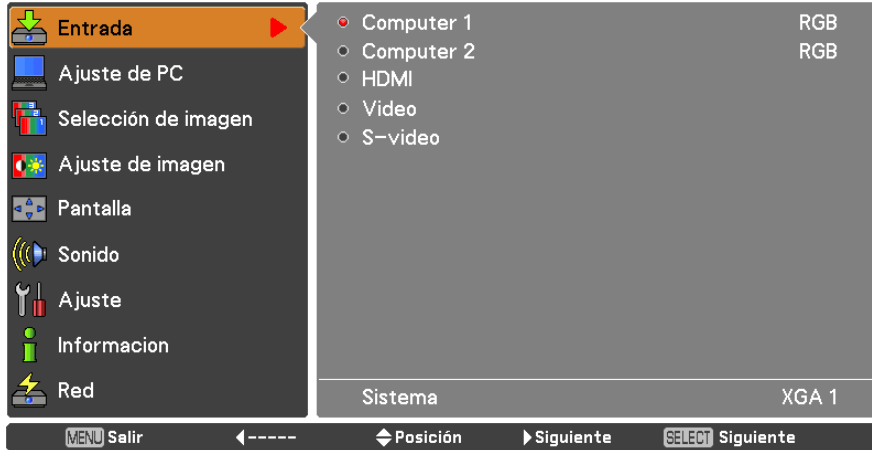 Entrada
Ajuste de PC
Selección de imagen
Ajuste de imagen
Pantalla
Sonido
Ajuste
Informacion
Red
Computer 1 RGB
Computer 2 RGB
HDMI
Video
S-video
Sistema XGA 1
MENU Salir ◀----- Posición Siguiente SELECT Siguiente